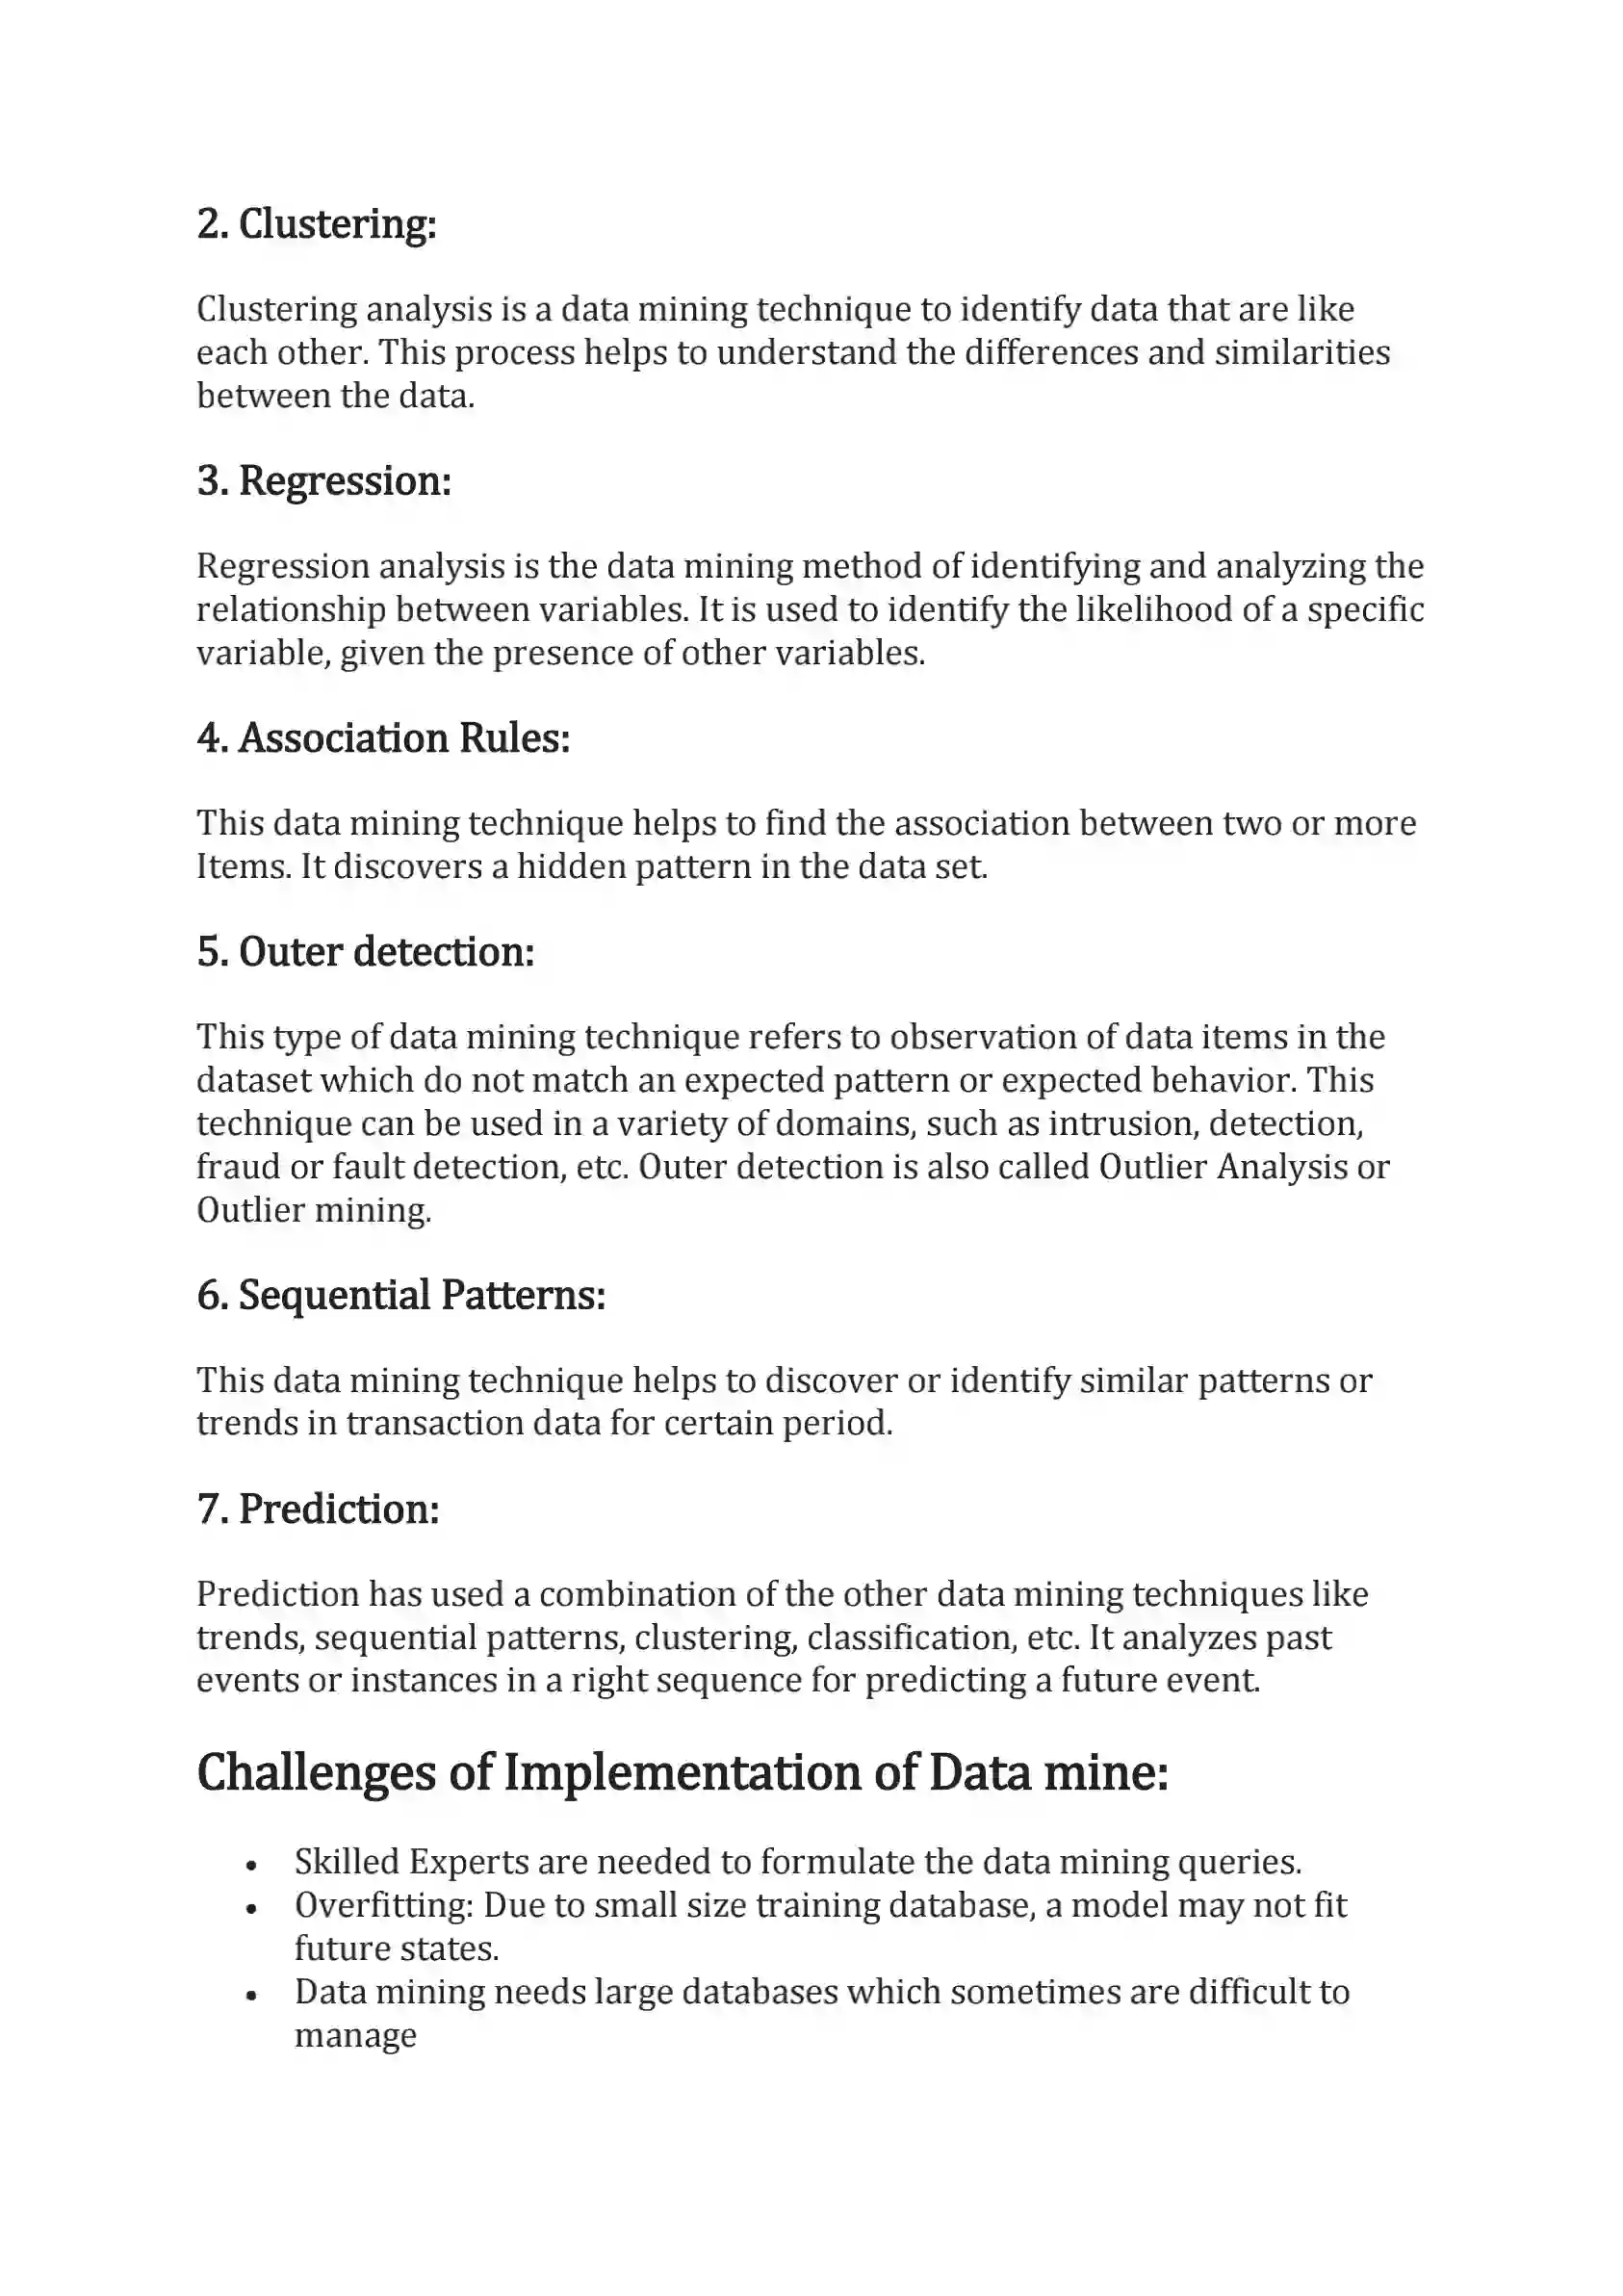 2. Clustering:
Clustering analysis is a data mining technique to identify data that are like
each other. This process helps to understand the differences and similarities
between the data.
3. Regression:
Regression analysis is the data mining method of identifying and analyzing the
relationship between variables. It is used to identify the likelihood of a specific
variable, given the presence of other variables.
4. Association Rules:
This data mining technique helps to find the association between two or more
Items. It discovers a hidden pattern in the data set.
5. Outer detection:
This type of data mining technique refers to observation of data items in the
dataset which do not match an expected pattern or expected behavior. This
technique can be used in a variety of domains, such as intrusion, detection,
fraud or fault detection, etc. Outer detection is also called Outlier Analysis or
Outlier mining.
6. Sequential Patterns:
This data mining technique helps to discover or identify similar patterns or
trends in transaction data for certain period.
7. Prediction:
Prediction has used a combination of the other data mining techniques like
trends, sequential patterns, clustering, classification, etc. It analyzes past
events or instances in a right sequence for predicting a future event.
Challenges of Implementation of Data mine:
• Skilled Experts are needed to formulate the data mining queries.
• Overfitting: Due to small size training database, a model may not fit
future states.
• Data mining needs large databases which sometimes are difficult to
manage